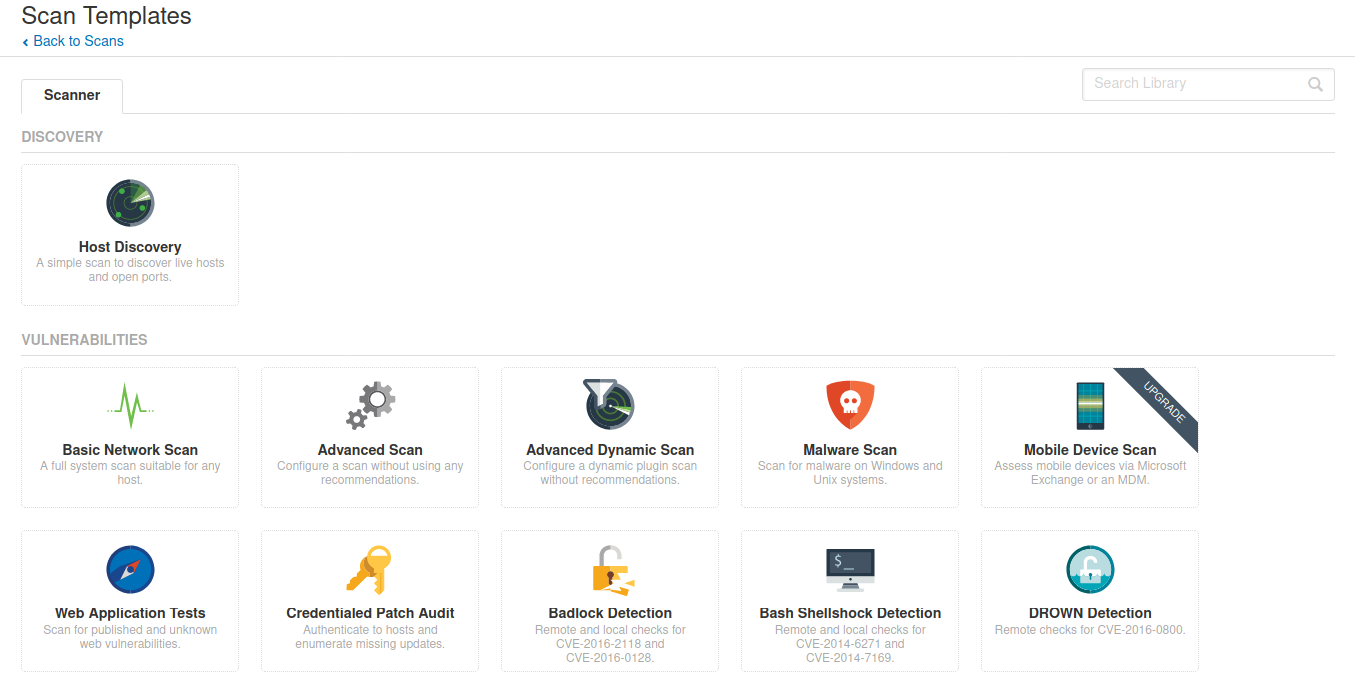 Scan Templates
‹ Back to Scans
Scanner
Search Library
DISCOVERY
Host Discovery
A simple scan to discover live hosts
and open ports.
VULNERABILITIES
Basic Network Scan
A full system scan suitable for any
host.
Advanced Scan
Configure a scan without using any
recommendations.
Advanced Dynamic Scan
Configure a dynamic plugin scan
without recommendations.
Malware Scan
Scan for malware on Windows and
Unix systems.
UPGRADE
Mobile Device Scan
Assess mobile devices via Microsoft
Exchange or an MDM.
Web Application Tests
Scan for published and unknown
web vulnerabilities.
Credentialed Patch Audit
Authenticate to hosts and
enumerate missing updates.
Badlock Detection
Remote and local checks for
CVE-2016-2118 and
CVE-2016-0128.
$_
Bash Shellshock Detection
Remote and local checks for
CVE-2014-6271 and
CVE-2014-7169.
DROWN Detection
Remote checks for CVE-2016-0800.